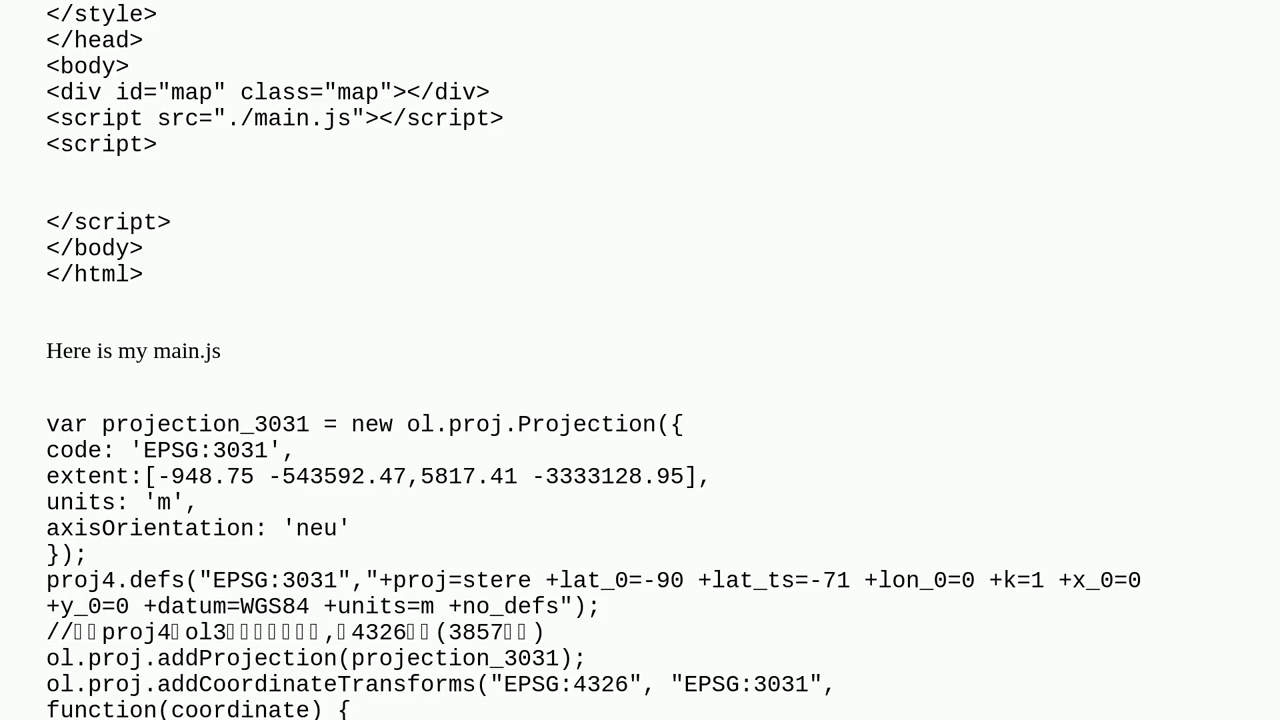 </style>
</head>
<body>
<div id="map" class="map"></div>
<script src="./main.js"></script>
<script>
</script>
</body>
</html>
Here is my main.js
var projection_3031 = new ol.proj.Projection({
code: 'EPSG:3031',
extent:[-948.75 -543592.47,5817.41 -3333128.95],
units: 'm',
axisOrientation: 'neu'
});
proj4.defs("EPSG:3031","+proj=stere +lat_0=-90 +lat_ts=-71 +lon_0=0 +k=1 +x_0=0
+y_0=0 +datum=WGS84 +units=m +no_defs");
//proj4ol3,4326(3857)
ol.proj.addProjection(projection_3031);
ol.proj.addCoordinateTransforms("EPSG:4326", "EPSG:3031",
function(coordinate) {